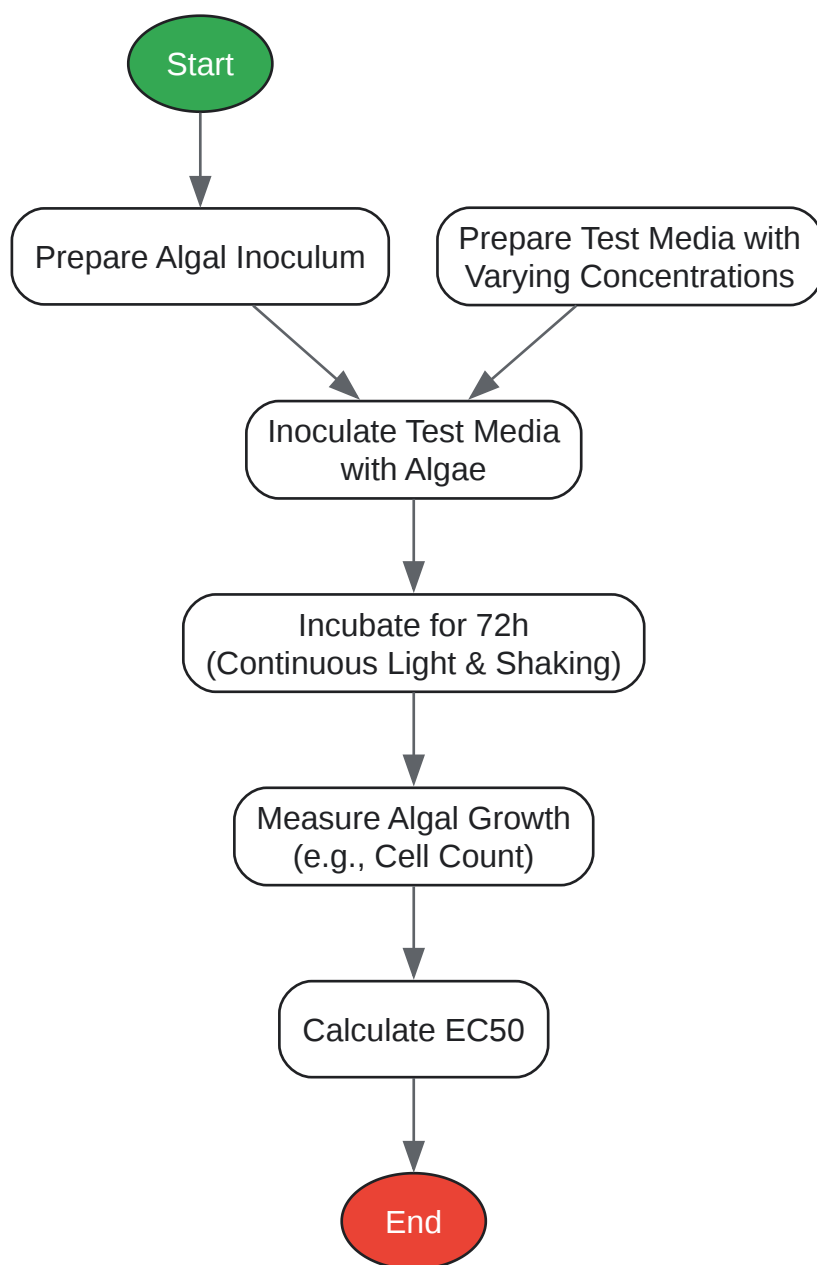 Start
Prepare Algal Inoculum
Prepare Test Media with
Varying Concentrations
Inoculate Test Media
with Algae
Incubate for 72h
(Continuous Light & Shaking)
Measure Algal Growth
(e.g., Cell Count)
Calculate EC50
End